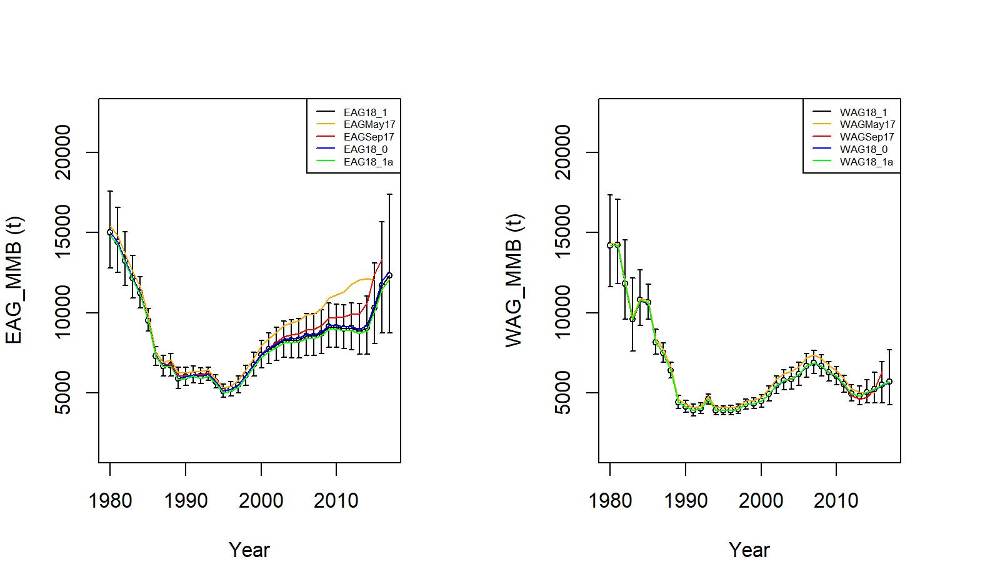 EAG_MMB (t)
20000
15000
10000
5000
EAG18_1
EAGMay17
EAGSep17
EAG18_0
EAG18_1a
1980 1990 2000 2010
Year
WAG_MMB (t)
20000
15000
10000
5000
WAG18_1
WAGMay17
WAGSep17
WAG18_0
WAG18_1a
1980 1990 2000 2010
Year